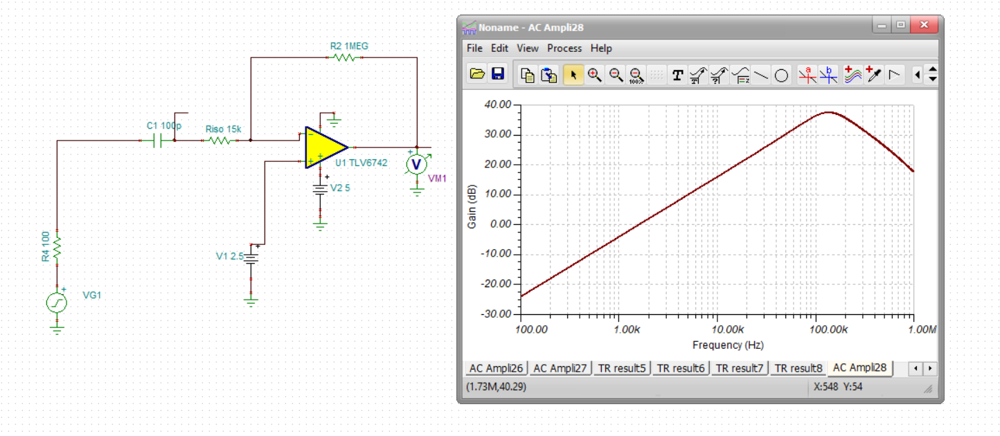 R2 1MEG
C1 100p
Riso 15k
U1 TLV6742
V
VM1
V2 5
V1 2.5
R4 100
VG1
Noname - AC Ampli28
File Edit View Process Help
T
100%
a
b
40.00
30.00
20.00
10.00
0.00
-10.00
-20.00
-30.00
Gain (dB)
100.00 1.00k 10.00k 100.00k 1.00M
Frequency (Hz)
AC Ampli26 AC Ampli27 TR result5 TR result6 TR result7 TR result8 AC Ampli28
(1.73M,40.29) X:548 Y:54